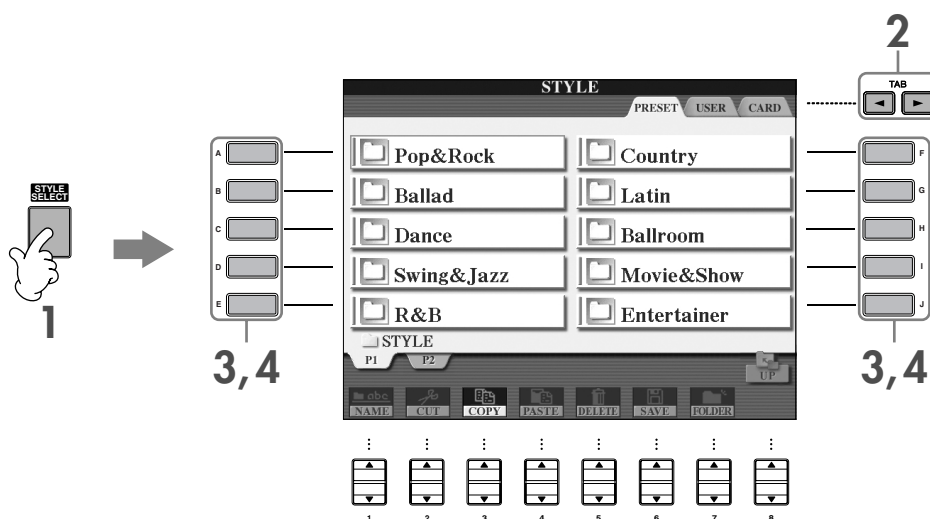 2
TAB
STYLE
PRESET USER CARD
A Pop&Rock Country F
B Ballad Latin G
STYLE
SELECT
C Dance Ballroom H
D Swing&Jazz Movie&Show I
1
E R&B Entertainer J
STYLE
3,4 P1 P2 UP 3,4
abc
NAME CUT COPY PASTE DELETE SAVE FOLDER
1 2 3 4 5 6 7 8